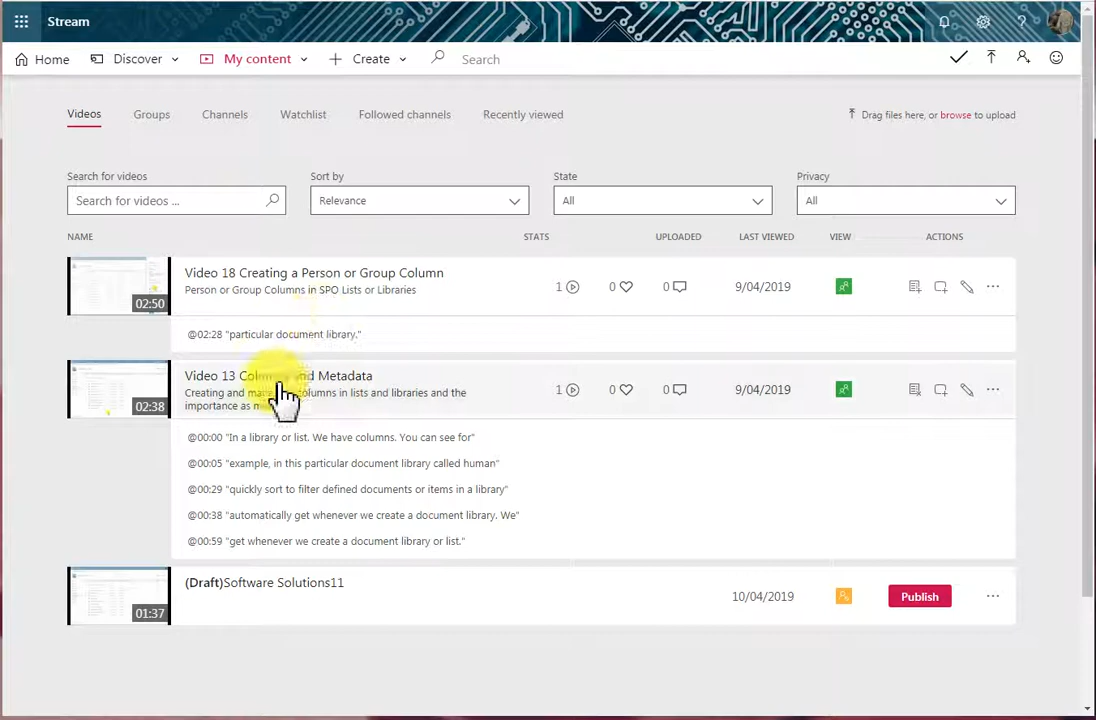 Stream
Home Discover My content Create Search
Videos Groups Channels Watchlist Followed channels Recently viewed Drag files here, or browse to upload
Search for videos Sort by State Privacy
Search for videos ... Relevance All All
NAME STATS UPLOADED LAST VIEWED VIEW ACTIONS
Video 18 Creating a Person or Group Column
Person or Group Columns in SPO Lists or Libraries
02:50 1 0 0 9/04/2019
@02:28 "particular document library."
Video 13 and Metadata
Creating and columns in lists and libraries and the
importance as
02:38 1 0 0 9/04/2019
@00:00 "In a library or list. We have columns. You can see for"
@00:05 "example, in this particular document library called human"
@00:29 "quickly sort to filter defined documents or items in a library"
@00:38 "automatically get whenever we create a document library. We"
@00:59 "get whenever we create a document library or list."
(Draft)Software Solutions11
01:37 10/04/2019 Publish